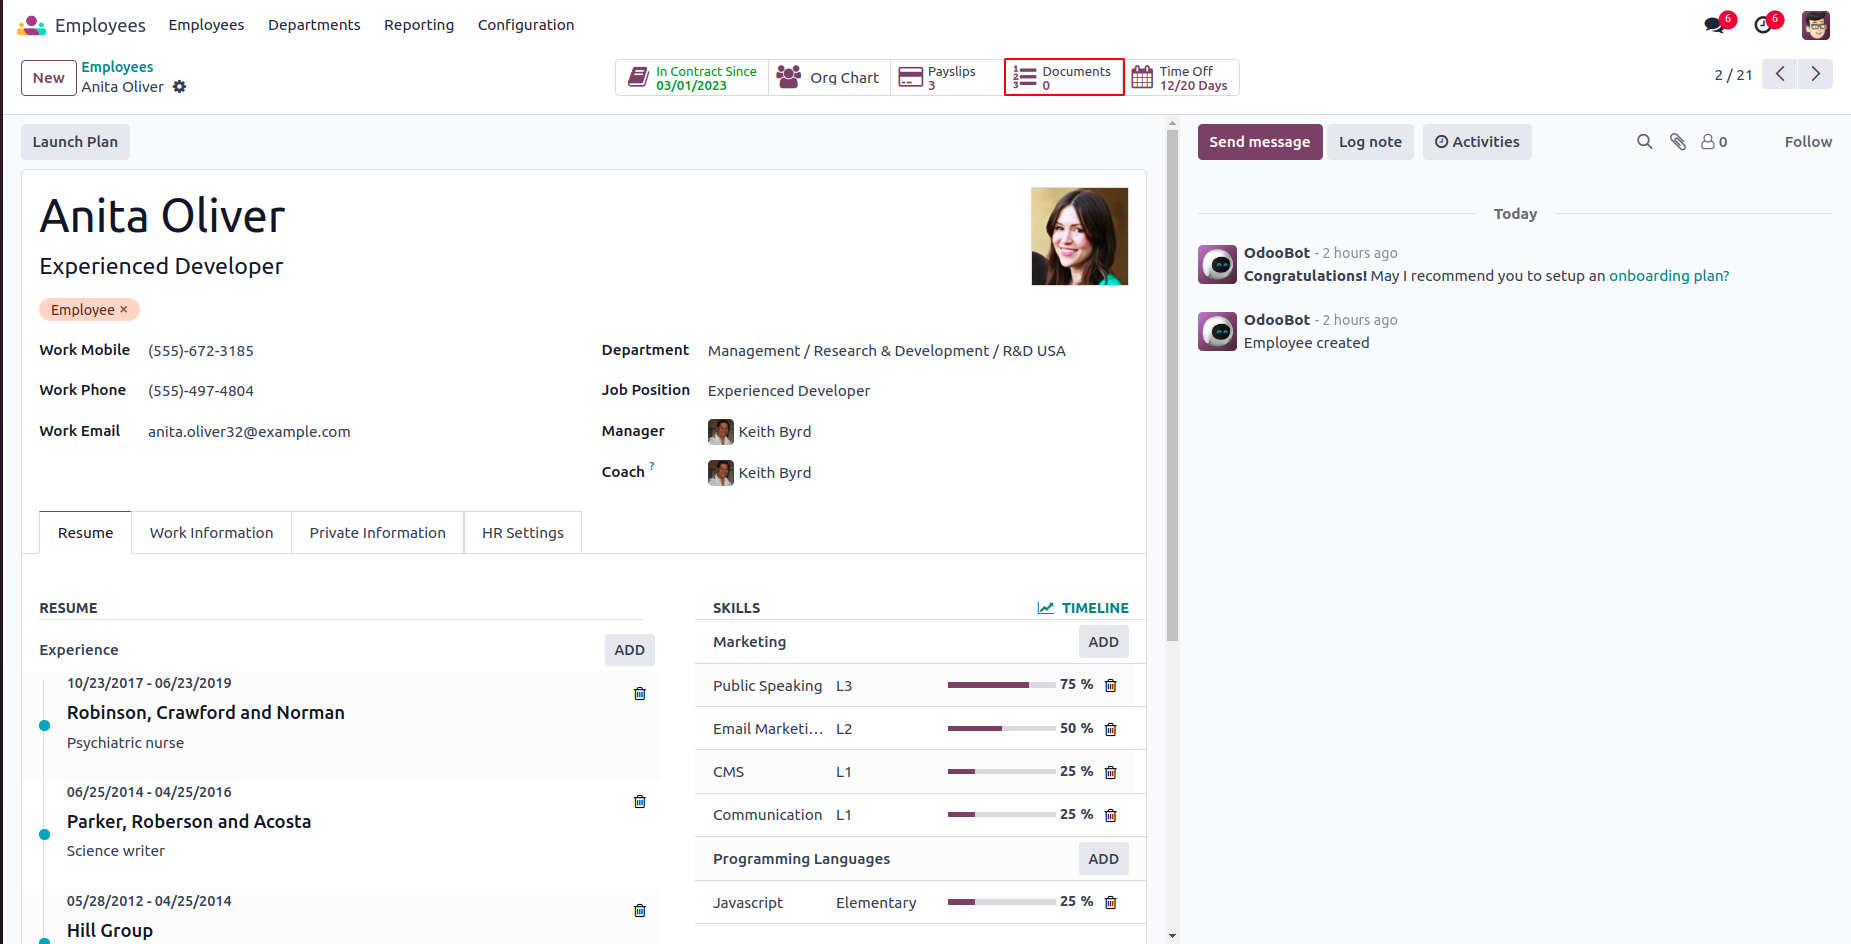 Employees Employees Departments Reporting Configuration 6 6
New Employees
Anita Oliver
In Contract Since
03/01/2023
Org Chart
Payslips
3
1
2
3
Documents
0
Time Off
12/20 Days
2 / 21
Launch Plan
Send message Log note Activities 0 Follow
Anita Oliver
Experienced Developer
Employee ×
Work Mobile (555)-672-3185
Work Phone (555)-497-4804
Work Email anita.oliver32@example.com
Department Management / Research & Development / R&D USA
Job Position Experienced Developer
Manager Keith Byrd
Coach ? Keith Byrd
Resume Work Information Private Information HR Settings
RESUME
Experience ADD
10/23/2017 - 06/23/2019
Robinson, Crawford and Norman
Psychiatric nurse
06/25/2014 - 04/25/2016
Parker, Roberson and Acosta
Science writer
05/28/2012 - 04/25/2014
Hill Group
SKILLS TIMELINE
Marketing ADD
Public Speaking L3 75 %
Email Marketi... L2 50 %
CMS L1 25 %
Communication L1 25 %
Programming Languages ADD
Javascript Elementary 25 %
Today
OdooBot - 2 hours ago
Congratulations! May I recommend you to setup an onboarding plan?
OdooBot - 2 hours ago
Employee created